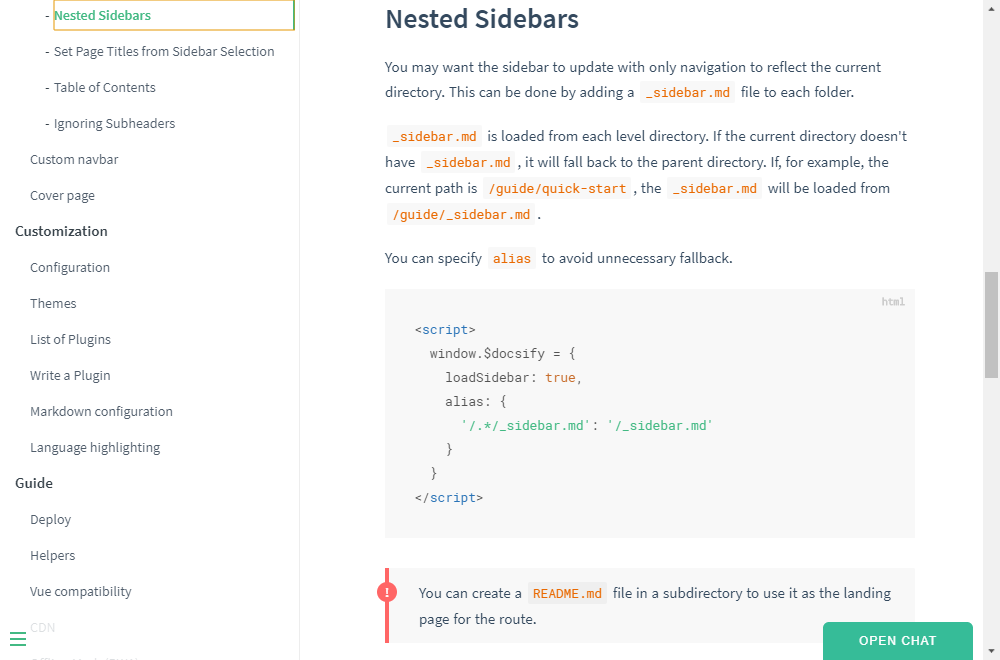 - Nested Sidebars
- Set Page Titles from Sidebar Selection
- Table of Contents
- Ignoring Subheaders
Custom navbar
Cover page
Customization
Configuration
Themes
List of Plugins
Write a Plugin
Markdown configuration
Language highlighting
Guide
Deploy
Helpers
Vue compatibility
CDN
Nested Sidebars
You may want the sidebar to update with only navigation to reflect the current
directory. This can be done by adding a _sidebar.md file to each folder.
_sidebar.md is loaded from each level directory. If the current directory doesn't
have _sidebar.md , it will fall back to the parent directory. If, for example, the
current path is /guide/quick-start , the _sidebar.md will be loaded from
/guide/_sidebar.md .
You can specify alias to avoid unnecessary fallback.
html
<script>
window.$docsify = {
loadSidebar: true,
alias: {
'/.*/_sidebar.md': '/_sidebar.md'
}
}
</script>
!
You can create a README.md file in a subdirectory to use it as the landing
page for the route.
OPEN CHAT